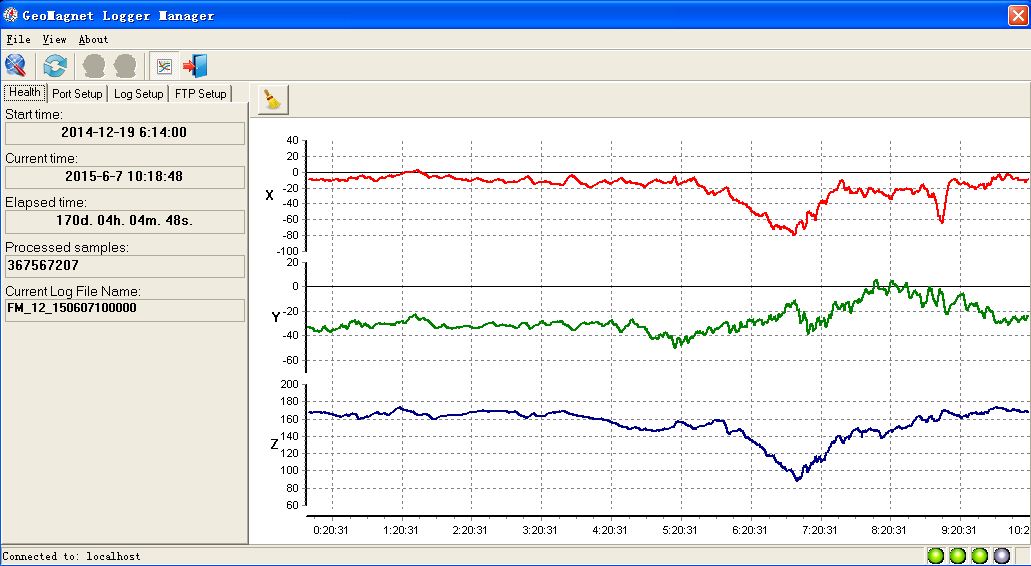 GeoMagnet Logger Manager
File View About
Health Port Setup Log Setup FTP Setup
Start time:
2014-12-19 6:14:00
Current time:
2015-6-7 10:18:48
Elapsed time:
170d. 04h. 04m. 48s.
Processed samples:
367567207
Current Log File Name:
FM_12_150607100000
40
20
0
-20
-40
-60
-80
-100
X
20
0
-20
-40
-60
Y
200
180
160
140
120
100
80
60
Z
0:20:31 1:20:31 2:20:31 3:20:31 4:20:31 5:20:31 6:20:31 7:20:31 8:20:31 9:20:31 10:2
Connected to: localhost